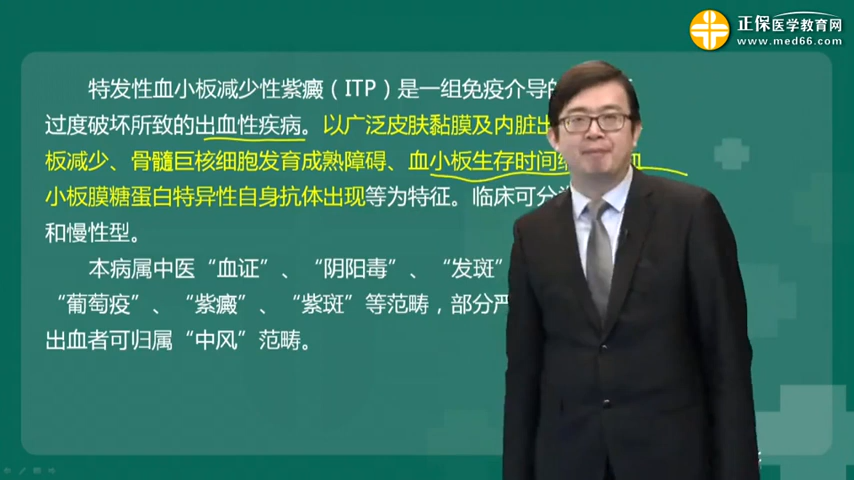 正保医学教育网
www.med66.com
特发性血小板减少性紫癜（ITP）是一组免疫介导的
过度破坏所致的出血性疾病。以广泛皮肤黏膜及内脏出
板减少、骨髓巨核细胞发育成熟障碍、血小板生存时间
小板膜糖蛋白特异性自身抗体出现等为特征。临床可分
和慢性型。
本病属中医“血证”、“阴阳毒”、“发斑”
“葡萄疫”、“紫癜”、“紫斑”等范畴，部分严
出血者可归属“中风”范畴。